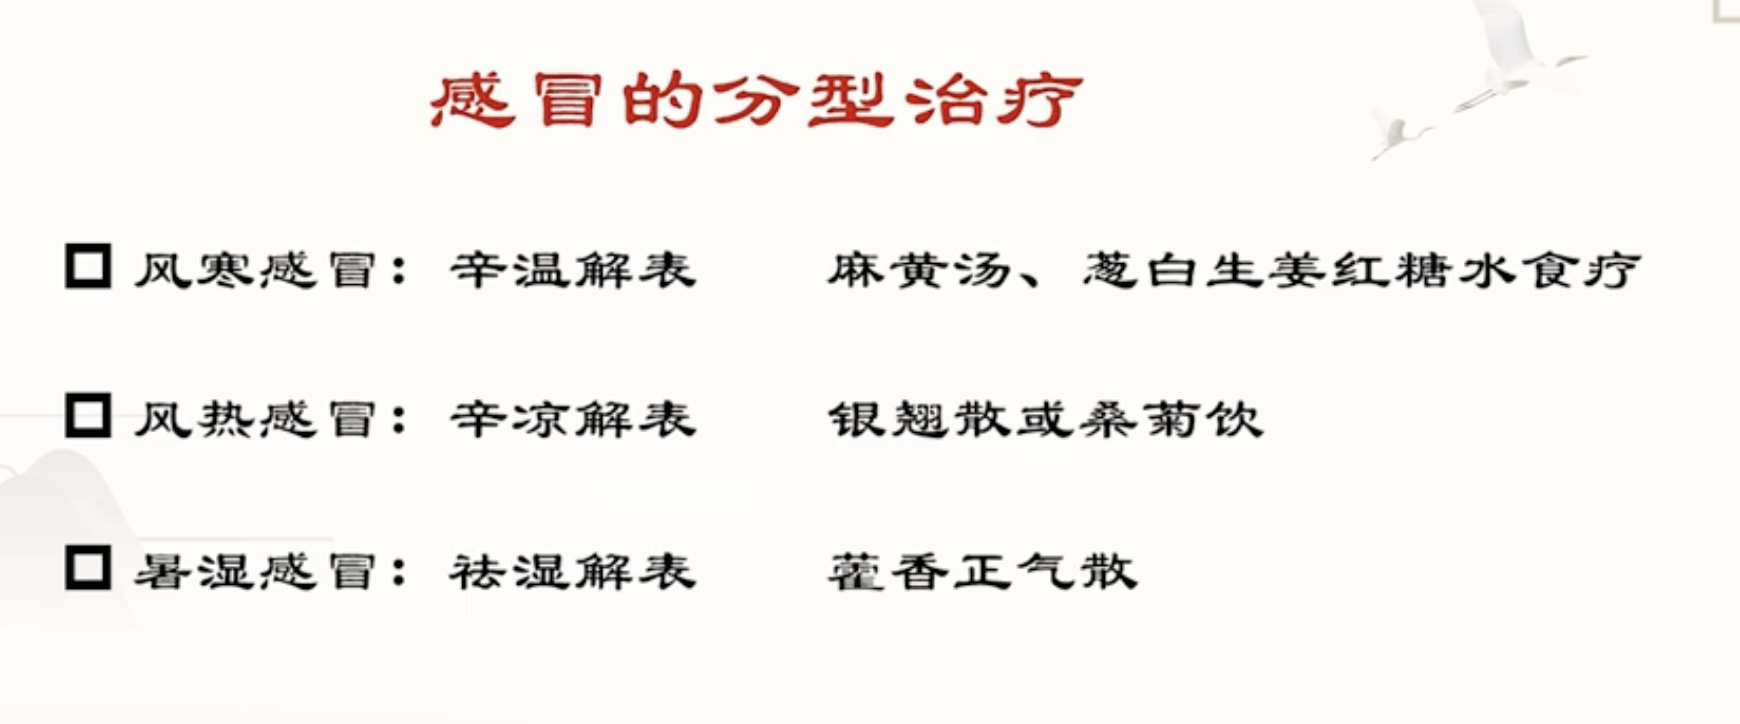 感冒的分型治疗
风寒感冒：辛温解表 麻黄汤、葱白生姜红糖水食疗
风热感冒：辛凉解表 银翘散或桑菊饮
暑湿感冒：祛湿解表 藿香正气散